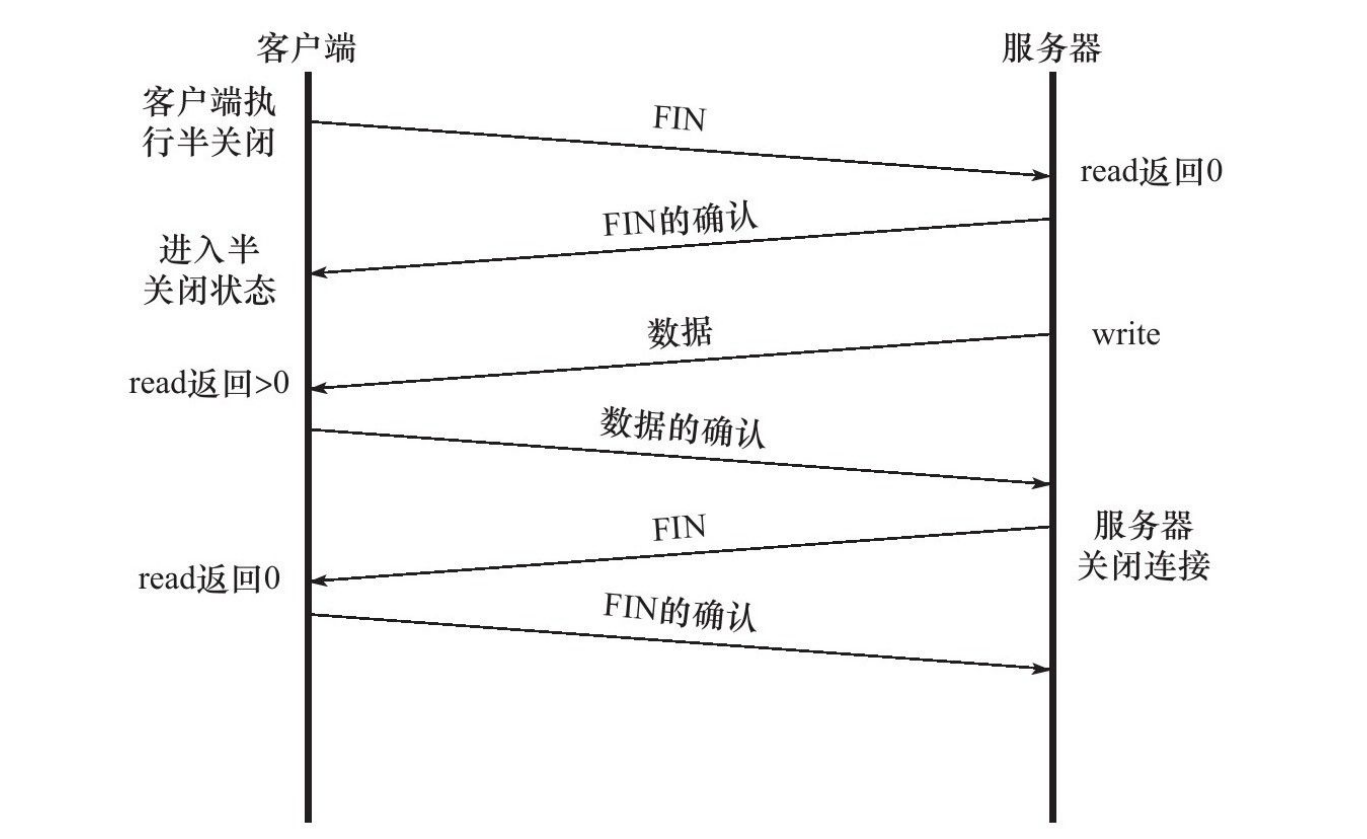 客户端
服务器
客户端执
行半关闭
FIN
read返回0
FIN的确认
进入半
关闭状态
数据
write
read返回>0
数据的确认
FIN
服务器
关闭连接
read返回0
FIN的确认